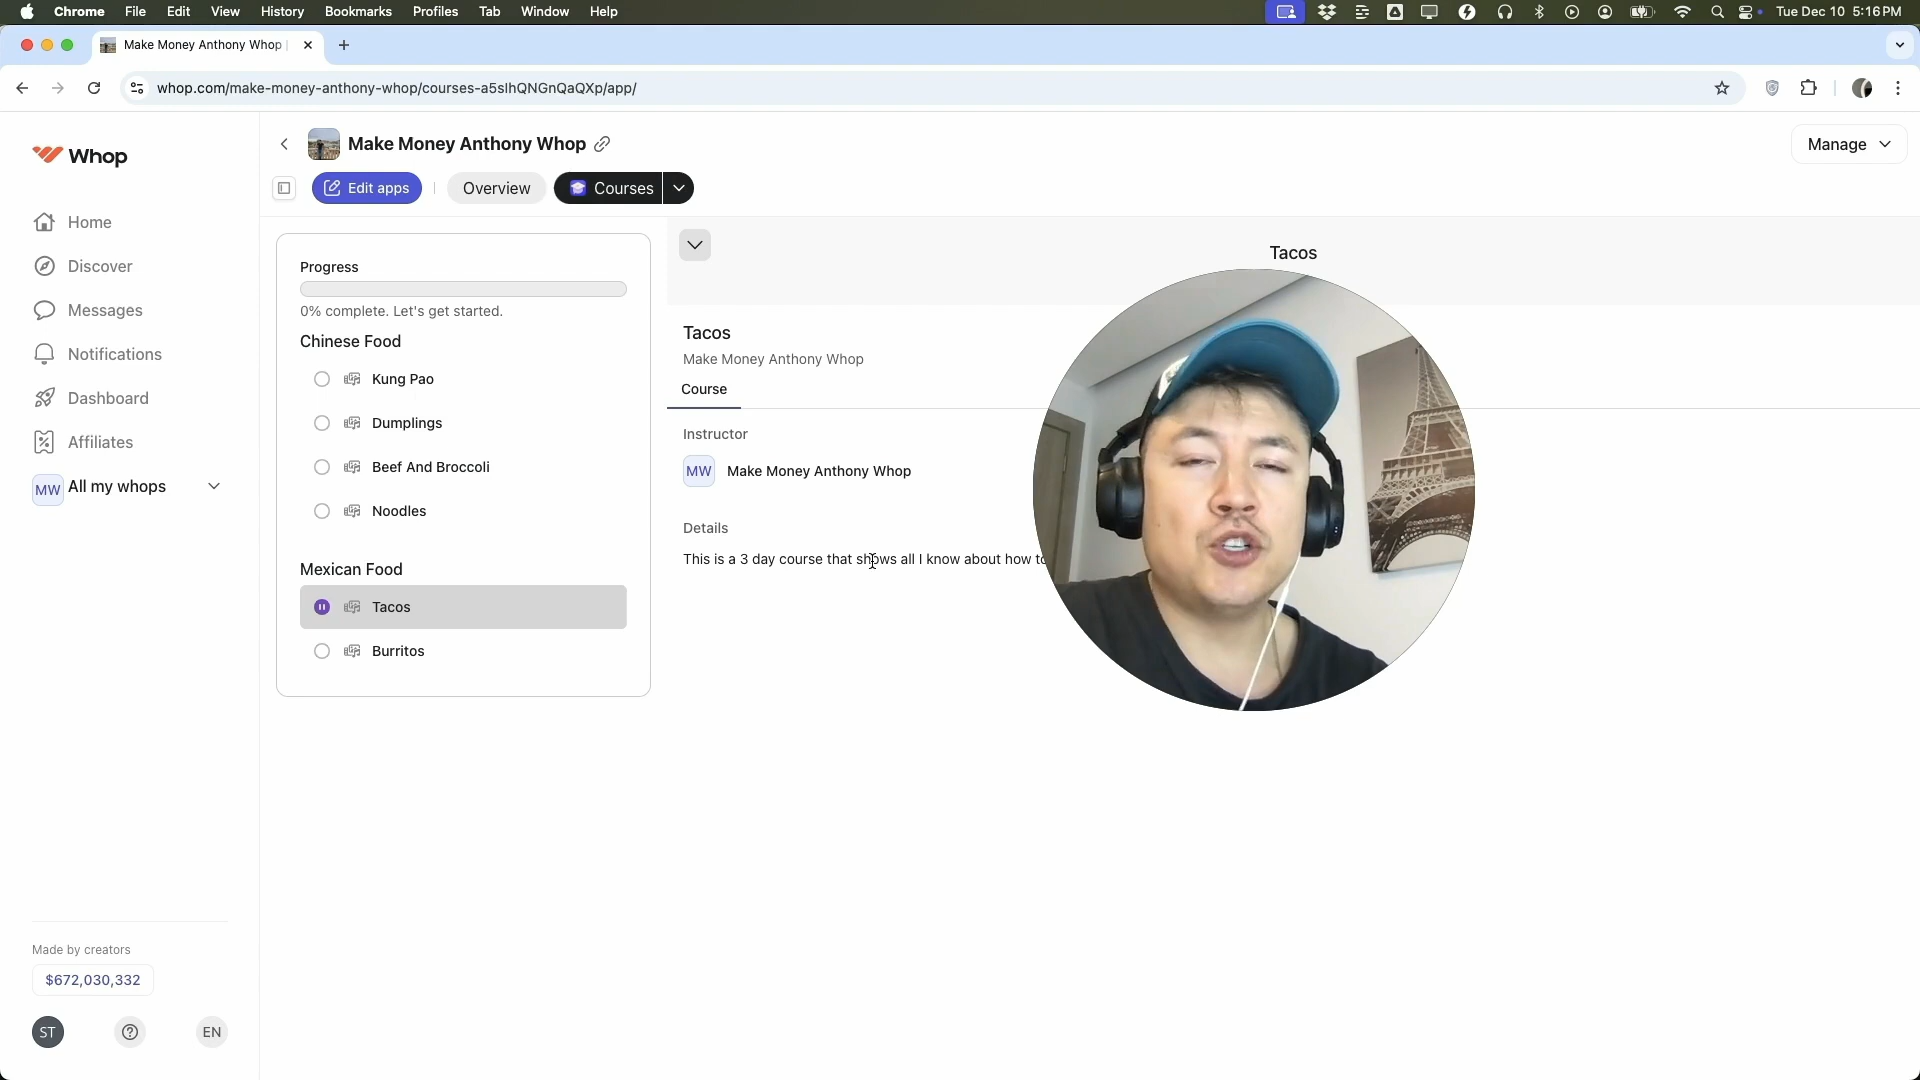 Chrome File Edit View History Bookmarks Profiles Tab Window Help Tue Dec 10 5:16 PM
Make Money Anthony Whop
whop.com/make-money-anthony-whop/courses-a5slhQNGnQaQXp/app/
Whop
Home
Discover
Messages
Notifications
Dashboard
Affiliates
MW All my whops
Made by creators
$672,030,332
ST EN
Make Money Anthony Whop
Manage
Edit apps Overview Courses
Progress
0% complete. Let's get started.
Chinese Food
Kung Pao
Dumplings
Beef And Broccoli
Noodles
Mexican Food
Tacos
Burritos
Tacos
Tacos
Make Money Anthony Whop
Course
Instructor
MW Make Money Anthony Whop
Details
This is a 3 day course that shows all I know about how to